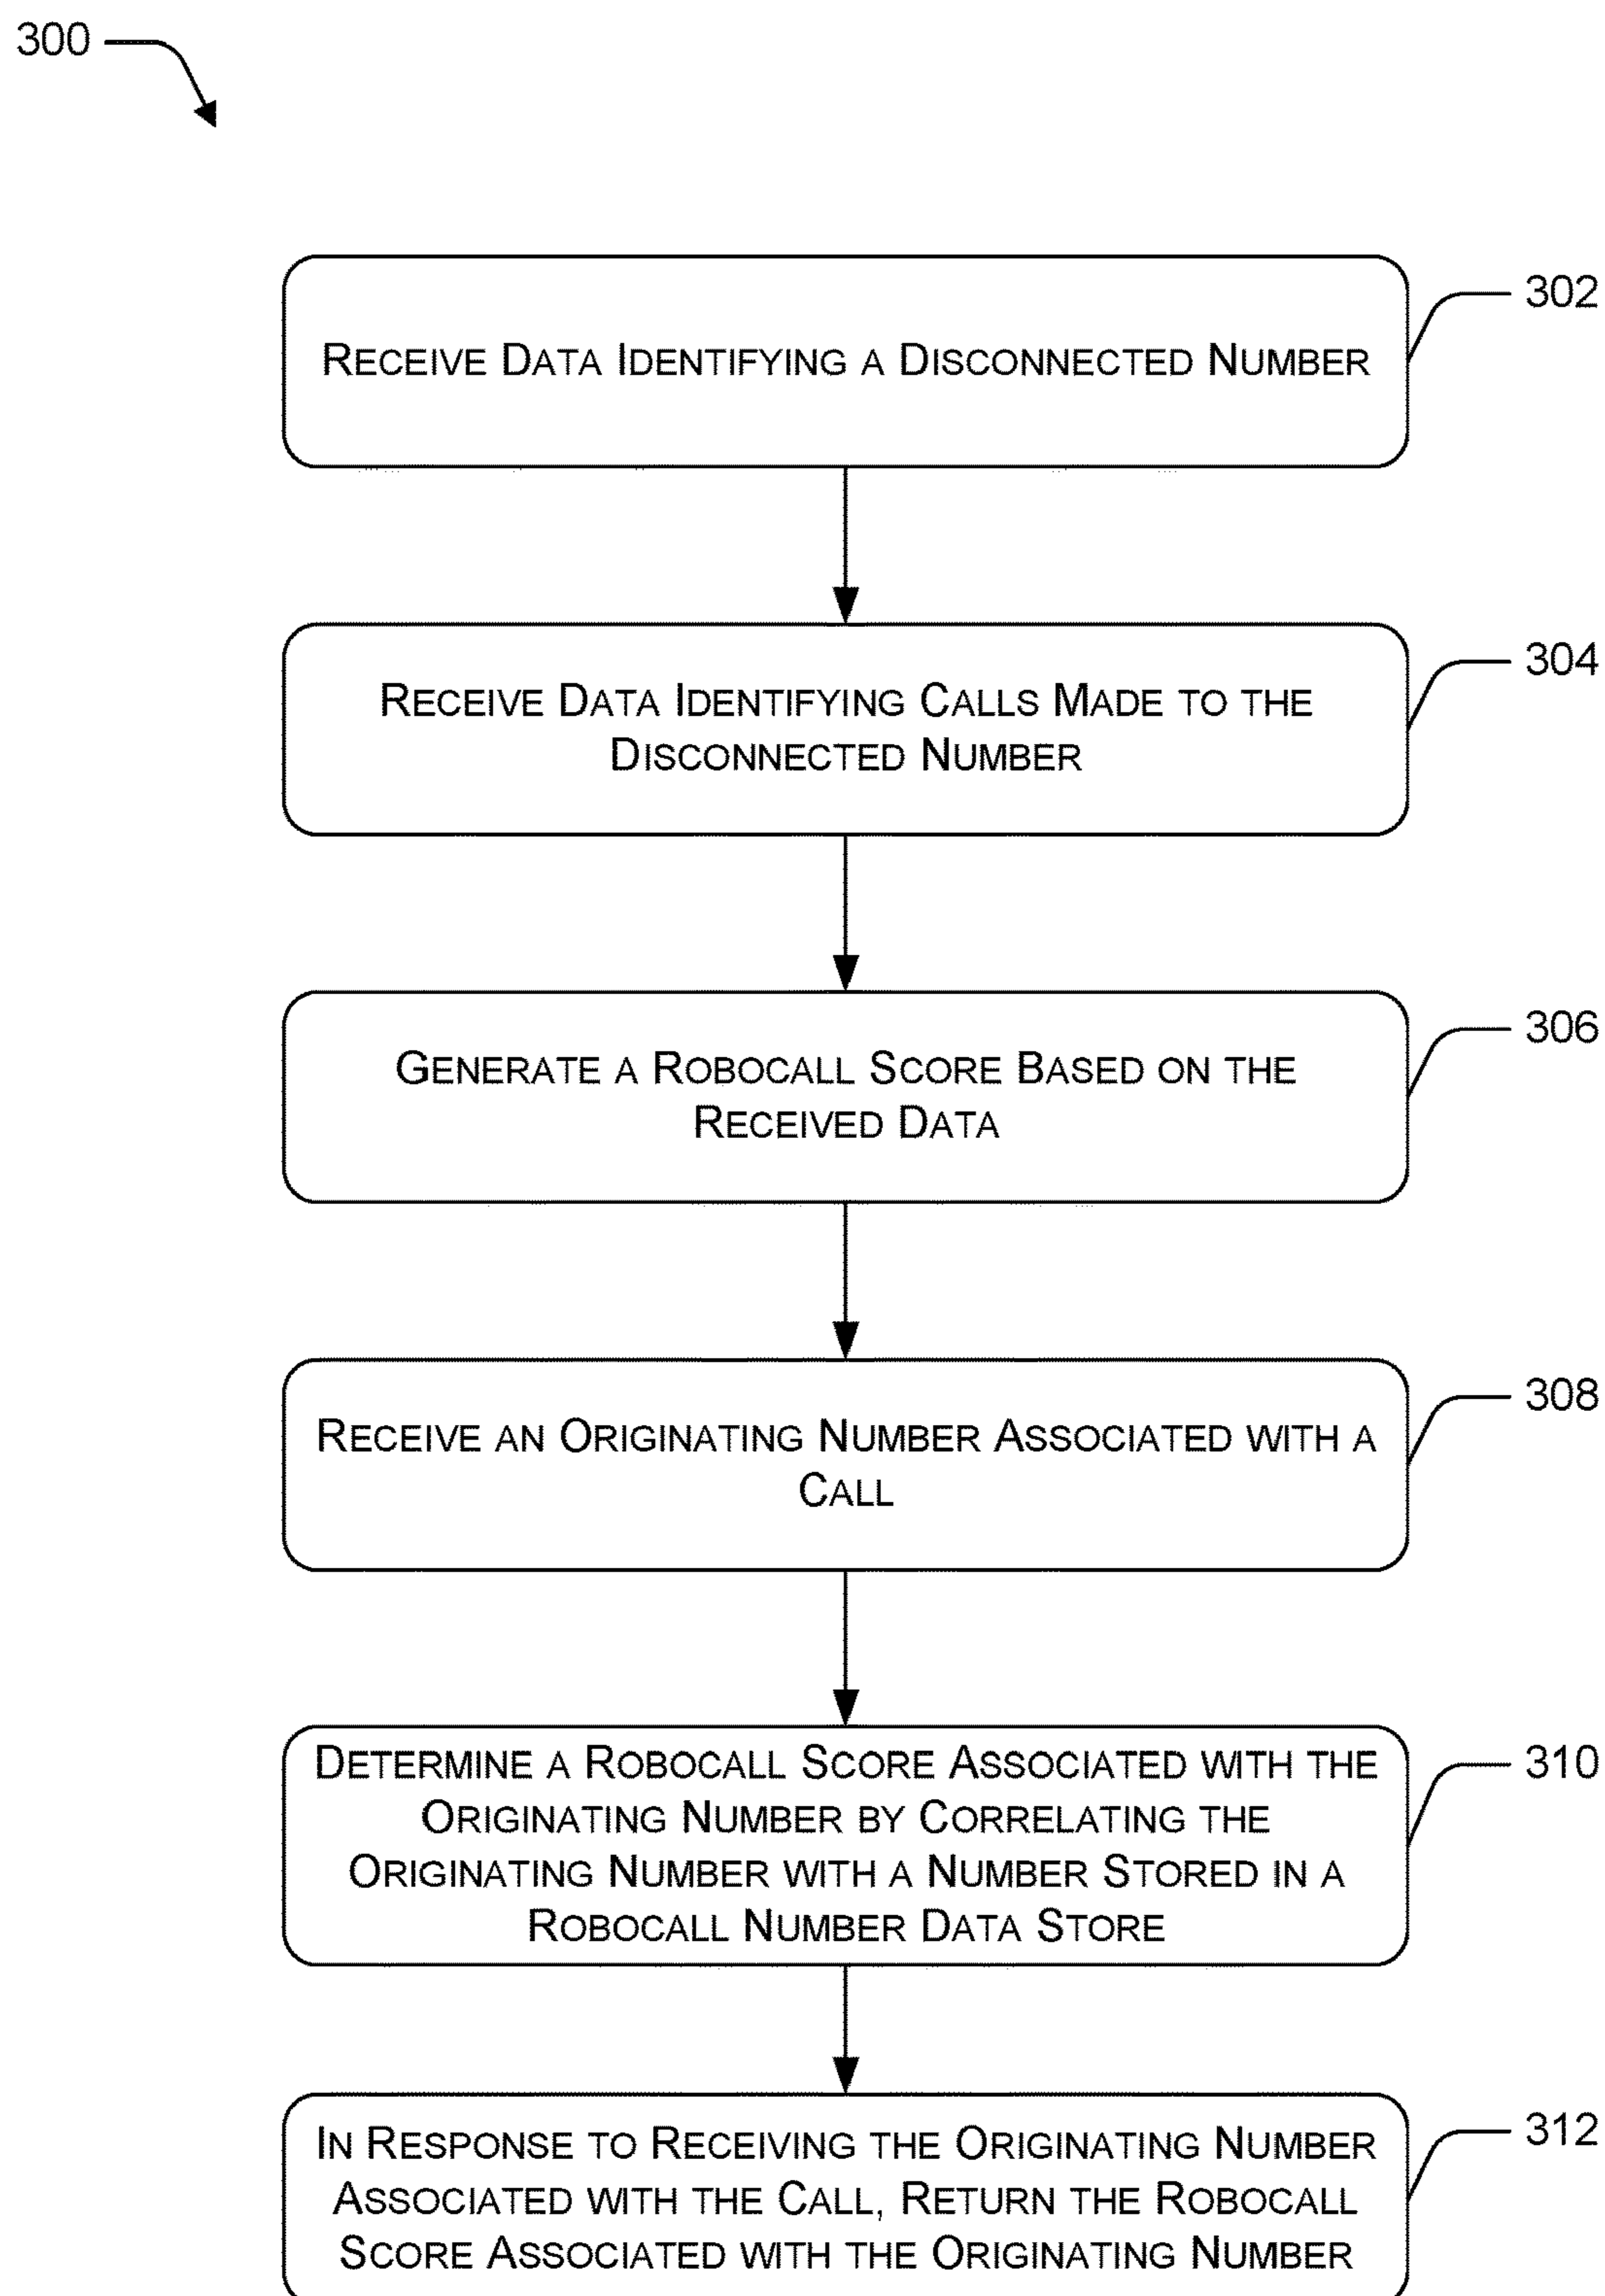 300
RECEIVE DATA IDENTIFYING A DISCONNECTED NUMBER
302
RECEIVE DATA IDENTIFYING CALLS MADE TO THE
DISCONNECTED NUMBER
304
GENERATE A ROBOCALL SCORE BASED ON THE
RECEIVED DATA
306
RECEIVE AN ORIGINATING NUMBER ASSOCIATED WITH A
CALL
308
DETERMINE A ROBOCALL SCORE ASSOCIATED WITH THE
ORIGINATING NUMBER BY CORRELATING THE
ORIGINATING NUMBER WITH A NUMBER STORED IN A
ROBOCALL NUMBER DATA STORE
310
IN RESPONSE TO RECEIVING THE ORIGINATING NUMBER
ASSOCIATED WITH THE CALL, RETURN THE ROBOCALL
SCORE ASSOCIATED WITH THE ORIGINATING NUMBER
312